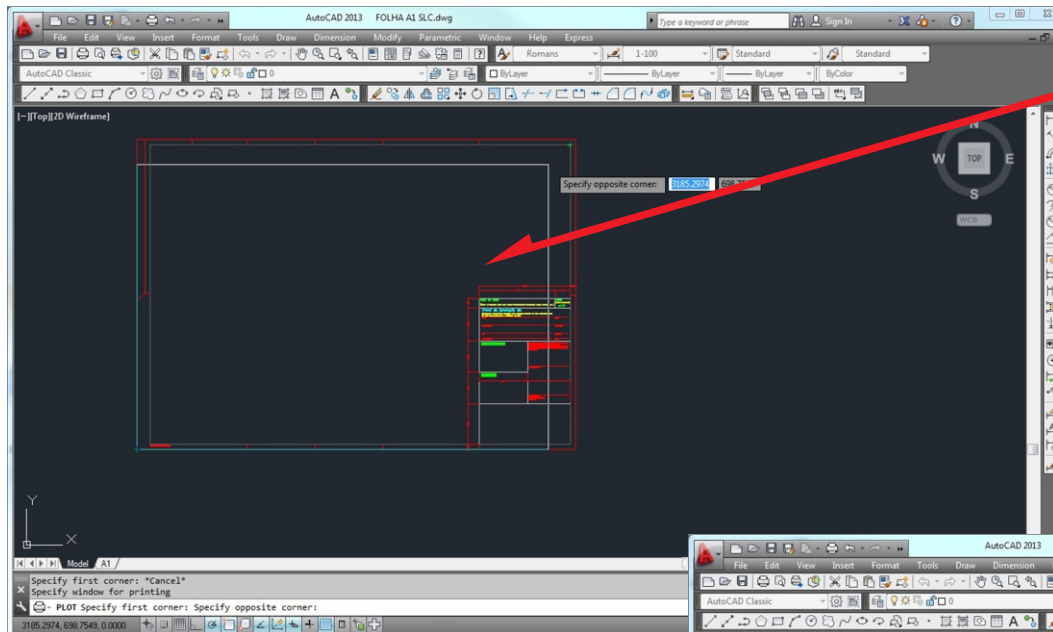 AutoCAD 2013 FOLHA A1 SLC.dwg
Type a keyword or phrase
Sign In
File Edit View Insert Format Tools Draw Dimension Modify Parametric Window Help Express
Romans 1-100 Standard Standard
AutoCAD Classic 0 ByLayer ByLayer ByLayer ByColor
[−][Top][2D Wireframe]
N
W TOP E
S
WCS
Specify opposite corner: 3185.2974
Y
X
Model A1
Specify first corner: *Cancel*
Specify window for printing
PLOT Specify first corner: Specify opposite corner:
3185.2974, 698.7549, 0.0000
AutoCAD 2013
File Edit View Insert Format Tools Draw Dimension
AutoCAD Classic 0